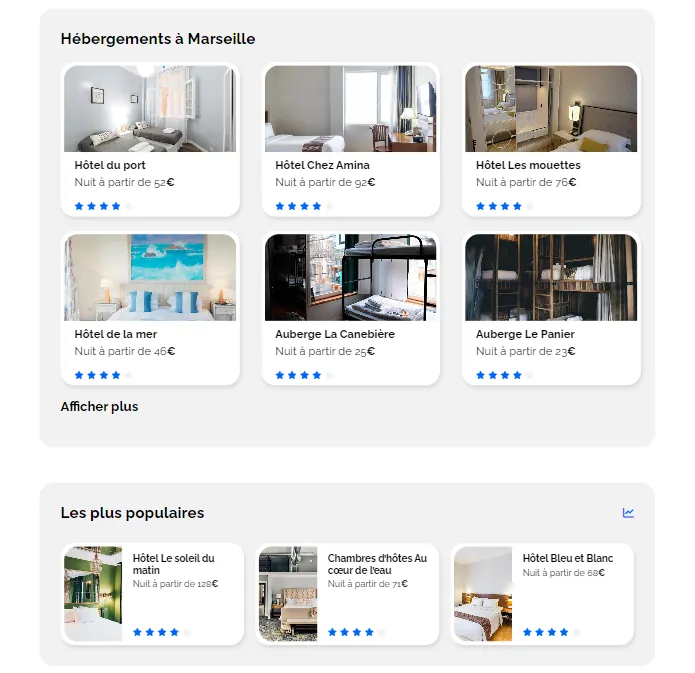 Hébergements à Marseille
Hôtel du port
Nuit à partir de 52€
Hôtel Chez Amina
Nuit à partir de 92€
Hôtel Les mouettes
Nuit à partir de 76€
Hôtel de la mer
Nuit à partir de 46€
Auberge La Canebière
Nuit à partir de 25€
Auberge Le Panier
Nuit à partir de 23€
Afficher plus
Les plus populaires
Hôtel Le soleil du
matin
Nuit à partir de 128€
Chambres d'hôtes Au
cœur de l'eau
Nuit à partir de 71€
Hôtel Bleu et Blanc
Nuit à partir de 68€